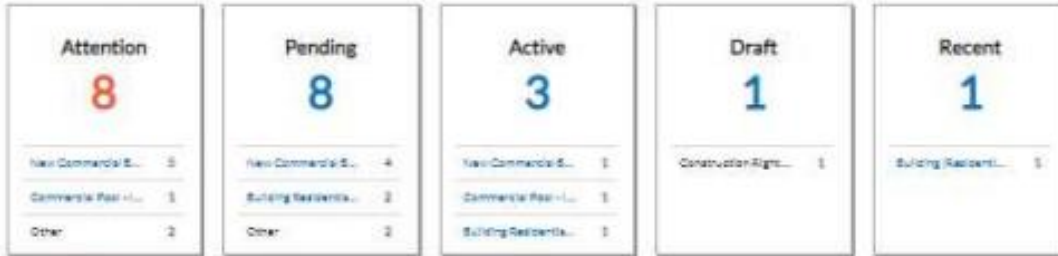 Attention
8
New Commercial B... 5
Commercial Pool - I... 1
Other 2
Pending
8
New Commercial B... 4
Building Residentia... 2
Other 2
Active
3
New Commercial B... 1
Commercial Pool - I... 1
Building Residentia... 1
Draft
1
Construction Right... 1
Recent
1
Building Residenti... 1